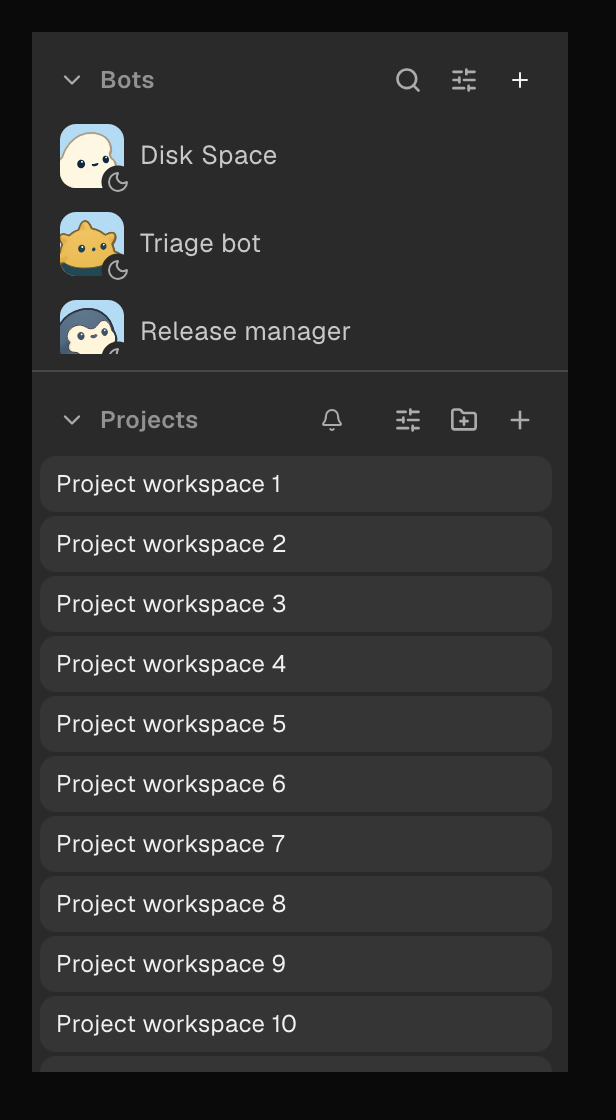 Bots
Disk Space
Triage bot
Release manager
Projects
Project workspace 1
Project workspace 2
Project workspace 3
Project workspace 4
Project workspace 5
Project workspace 6
Project workspace 7
Project workspace 8
Project workspace 9
Project workspace 10